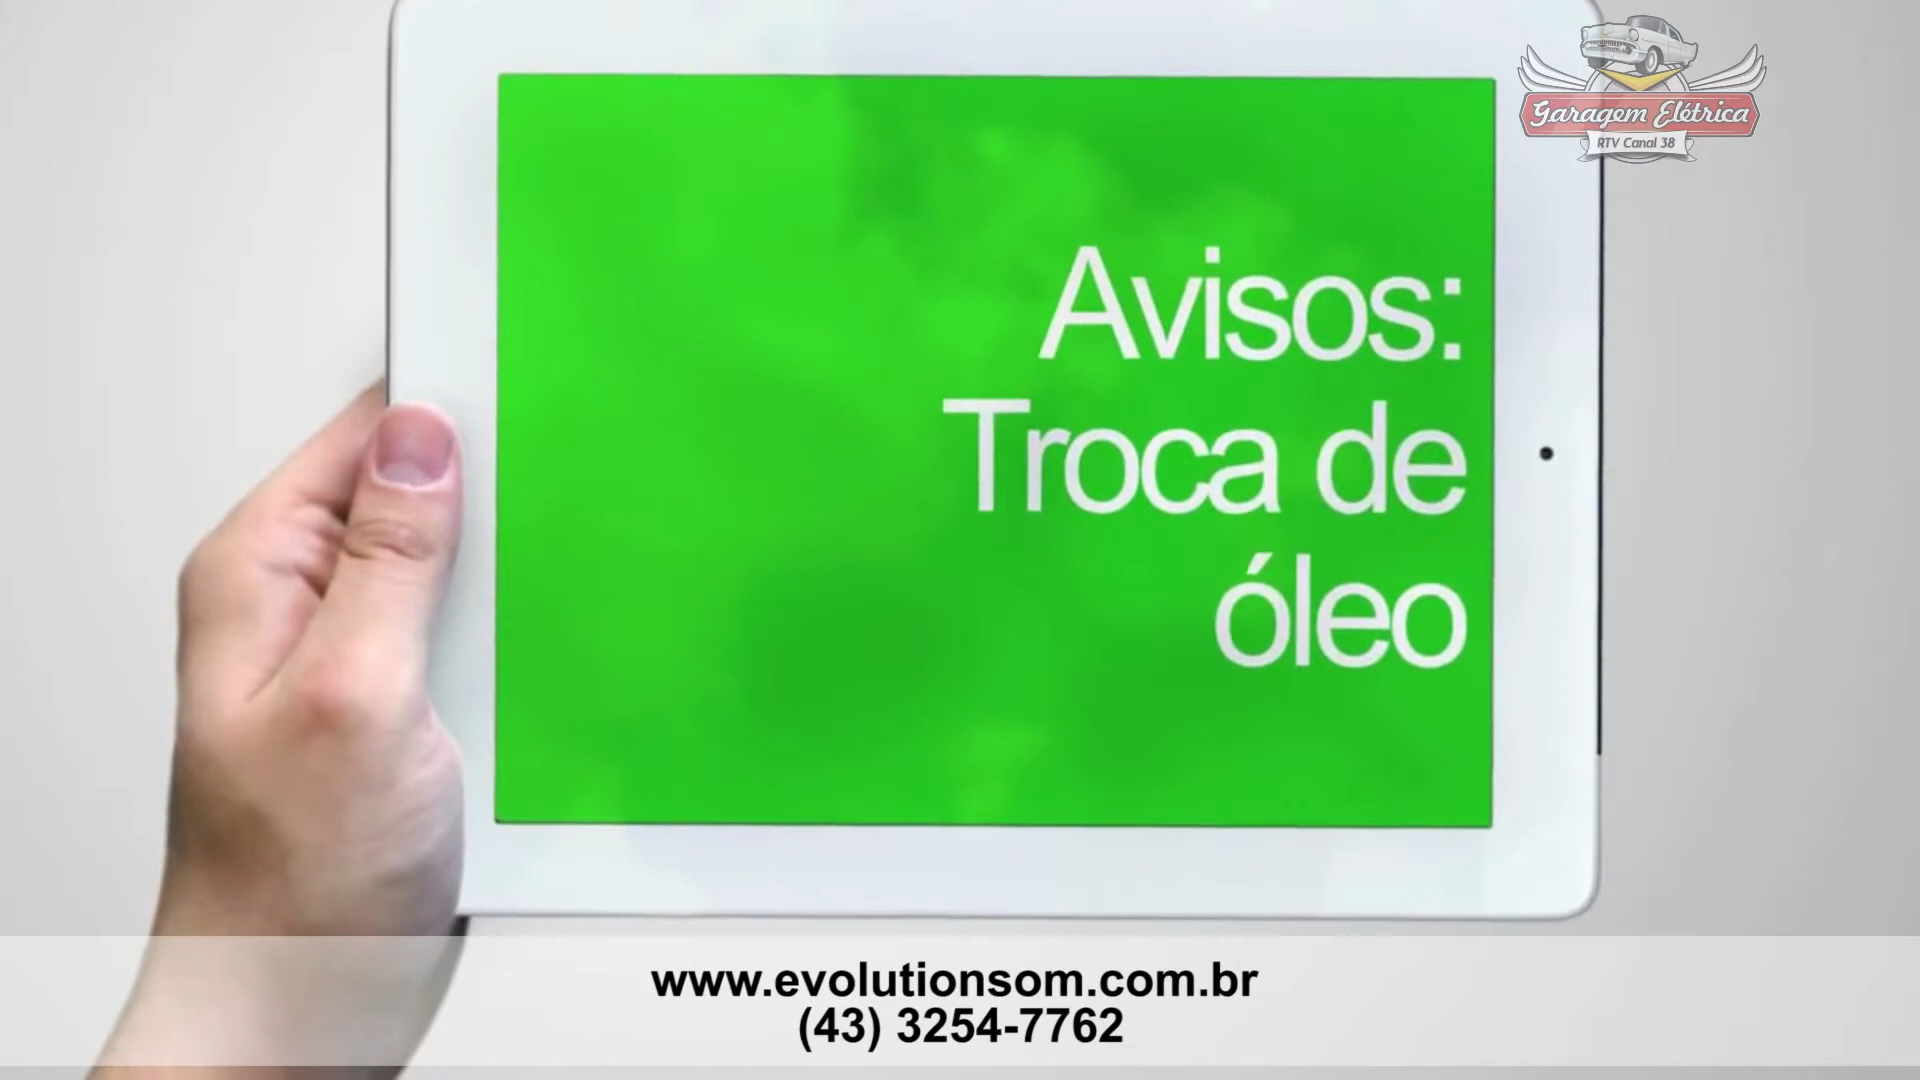 Garagem Elétrica
RTV Canal 38
Avisos:
Troca de
óleo
www.evolutionsom.com.br
(43) 3254-7762